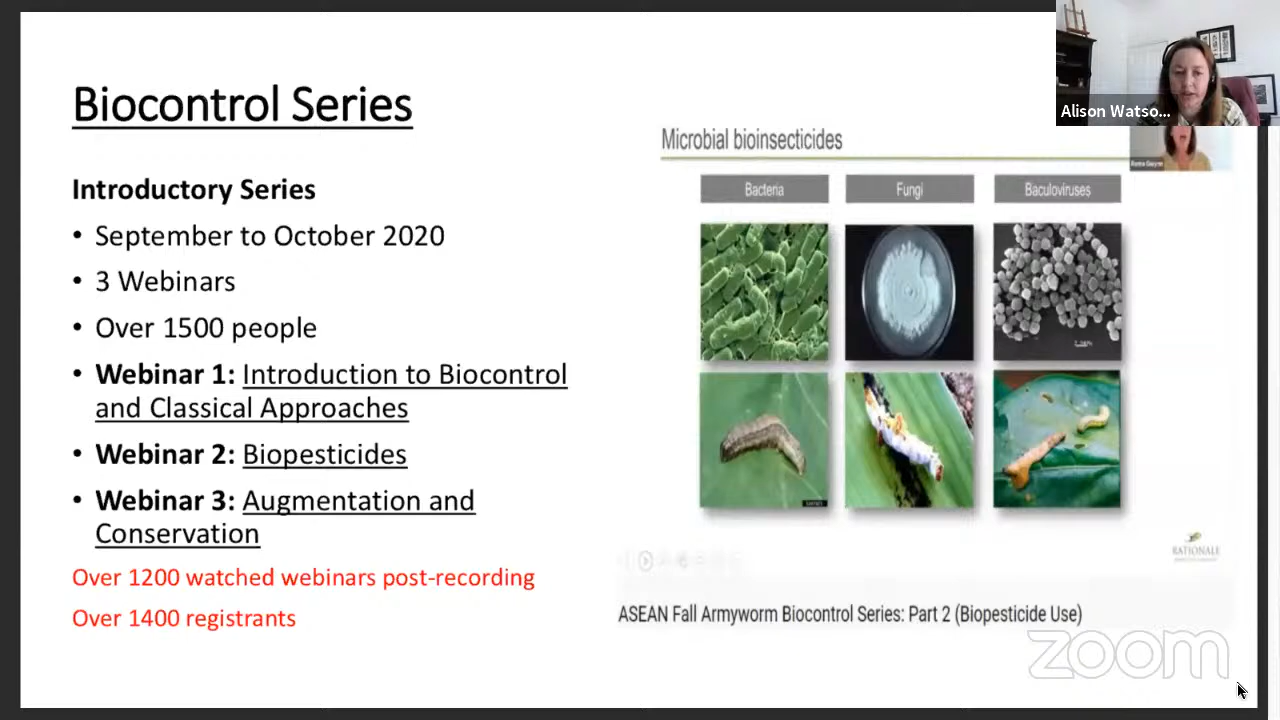 Biocontrol Series
Introductory Series
• September to October 2020
• 3 Webinars
• Over 1500 people
• Webinar 1: Introduction to Biocontrol
and Classical Approaches
• Webinar 2: Biopesticides
• Webinar 3: Augmentation and
Conservation
Over 1200 watched webinars post-recording
Over 1400 registrants
Alison Watso...
Microbial bioinsecticides
Bacteria
Fungi
Baculoviruses
RATIONALE
ASEAN Fall Armyworm Biocontrol Series: Part 2 (Biopesticide Use)
zoom